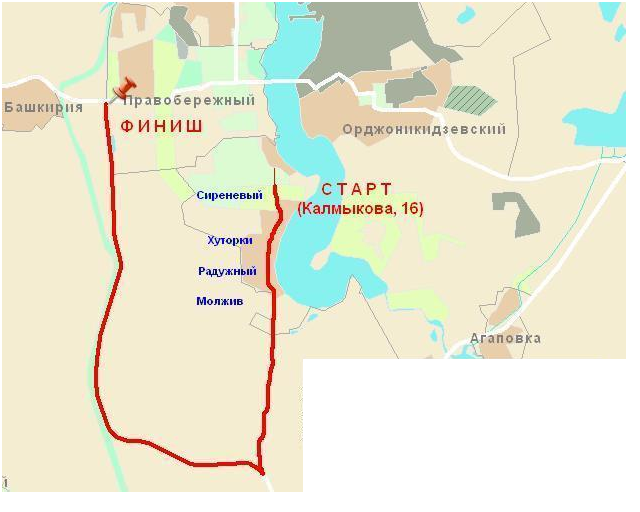 Башкирия
Правобережный
ФИНИШ
Орджоникидзевский
Сиреневый
СТАРТ
(Калмыкова, 16)
Хуторки
Радужный
Молжив
Агаповка
й